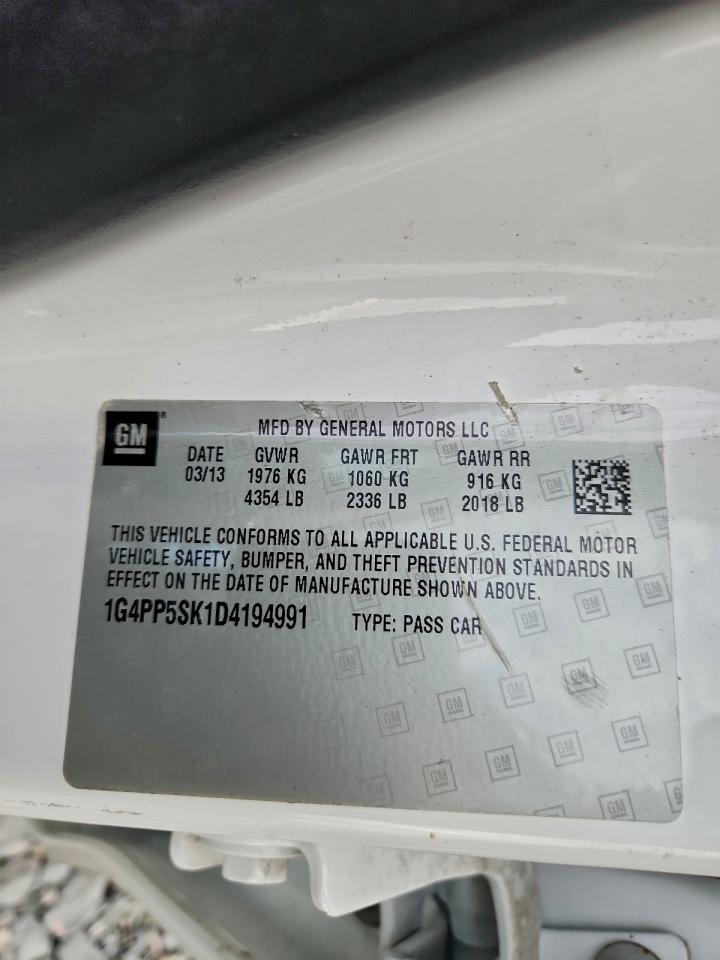 GM ®
MFD BY GENERAL MOTORS LLC
DATE GVWR GAWR FRT GAWR RR
03/13 1976 KG 1060 KG 916 KG
4354 LB 2336 LB 2018 LB
THIS VEHICLE CONFORMS TO ALL APPLICABLE U.S. FEDERAL MOTOR
VEHICLE SAFETY, BUMPER, AND THEFT PREVENTION STANDARDS IN
EFFECT ON THE DATE OF MANUFACTURE SHOWN ABOVE.
1G4PP5SK1D4194991 TYPE: PASS CAR